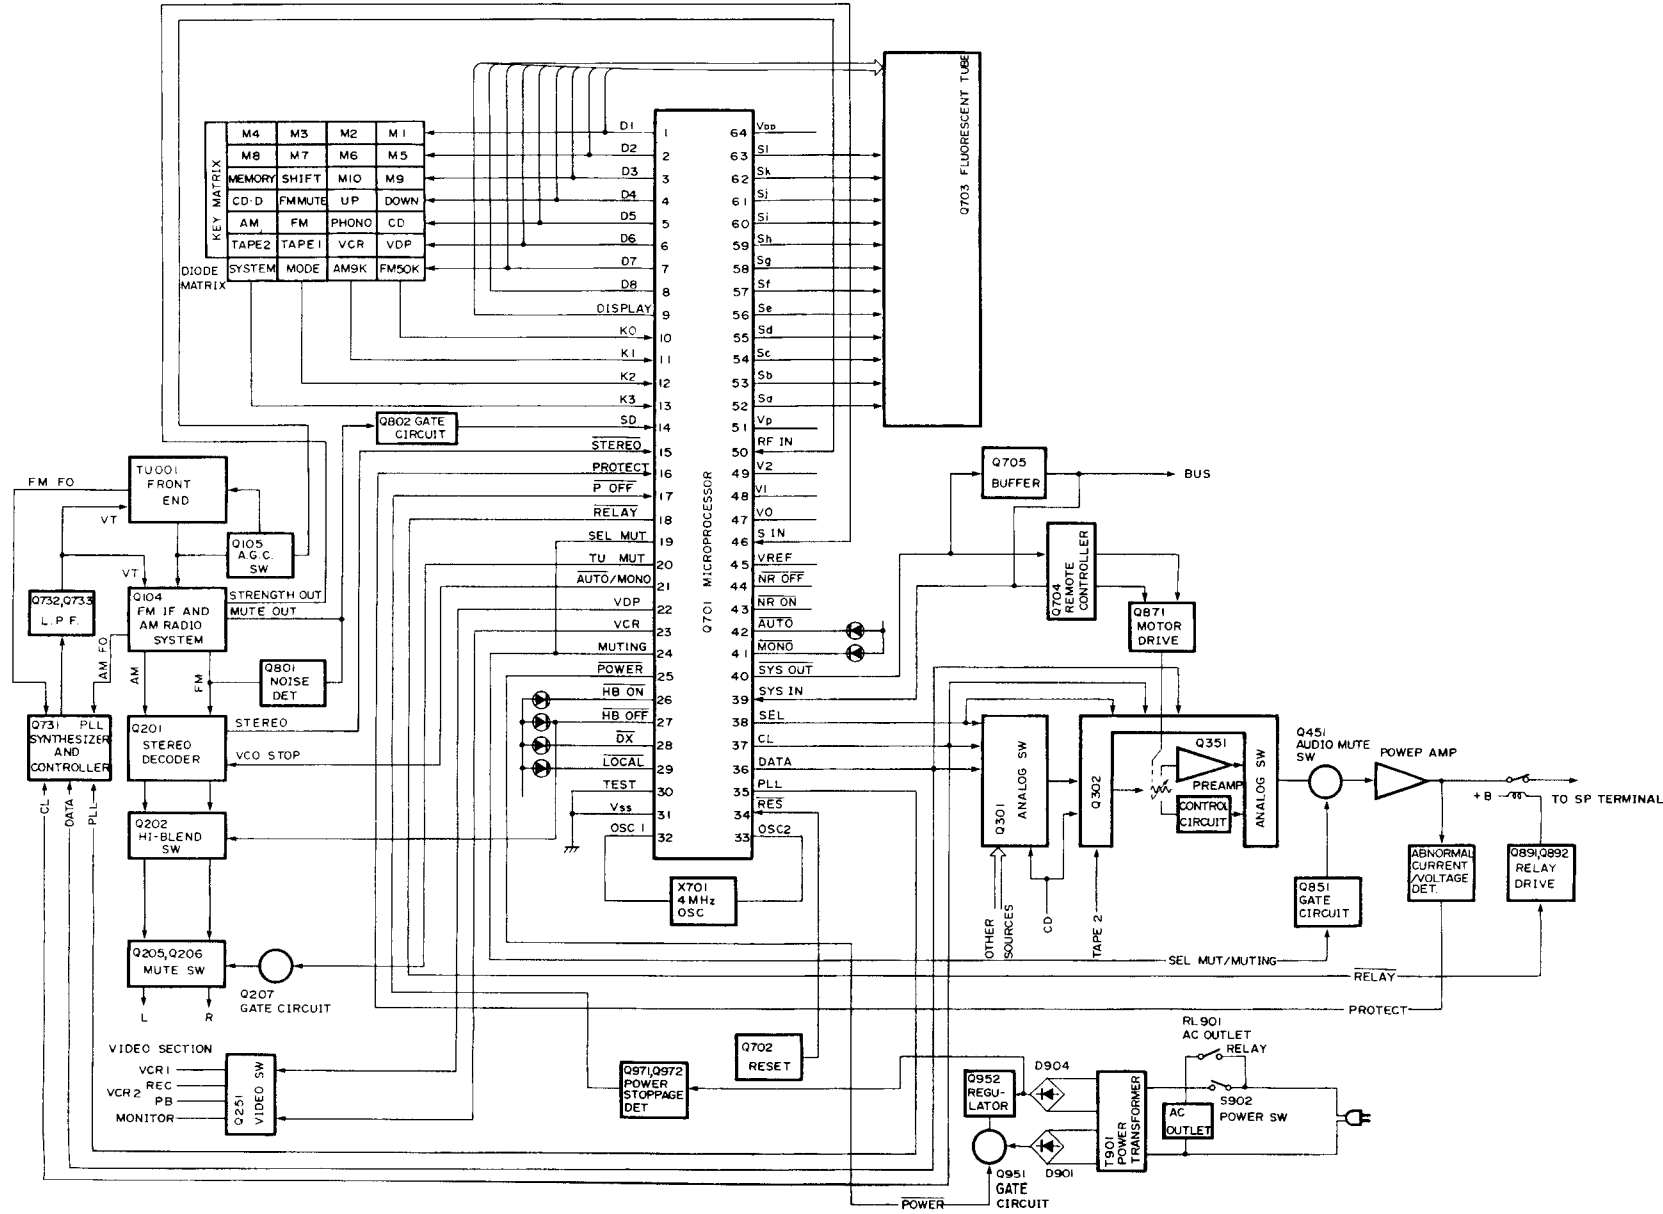 KEY MATRIX
M4 M3 M2 M1
M8 M7 M6 M5
MEMORY SHIFT M10 M9
CD·D FMMUTE UP DOWN
AM FM PHONO CD
TAPE2 TAPE1 VCR VDP
DIODE
MATRIX
SYSTEM MODE AM9K FM50K
Q701 MICROPROCESSOR
D1 1
D2 2
D3 3
D4 4
D5 5
D6 6
D7 7
D8 8
DISPLAY 9
K0 10
K1 11
K2 12
K3 13
SD 14
STEREO 15
PROTECT 16
P OFF 17
RELAY 18
SEL MUT 19
TU MUT 20
AUTO/MONO 21
VDP 22
VCR 23
MUTING 24
POWER 25
HB ON 26
HB OFF 27
DX 28
LOCAL 29
TEST 30
Vss 31
OSC 1 32
64 VDD
63 Sl
62 Sk
61 Sj
60 Si
59 Sh
58 Sg
57 Sf
56 Se
55 Sd
54 Sc
53 Sb
52 Sa
51 Vp
50 RF IN
49 V2
48 V1
47 V0
46 S IN
45 VREF
44 NR OFF
43 NR ON
42 AUTO
41 MONO
40 SYS OUT
39 SYS IN
38 SEL
37 CL
36 DATA
35 PLL
34 RES
33 OSC2
Q703 FLUORESCENT TUBE
Q802 GATE
CIRCUIT
TU001
FRONT
END
FM FO
VT
Q105
A.G.C.
SW
VT
Q732,Q733
L.P.F.
Q104
FM IF AND
AM RADIO
SYSTEM
STRENGTH OUT
MUTE OUT
AM FO
AM
FM
Q801
NOISE
DET
Q731 PLL
SYNTHESIZER
AND
CONTROLLER
CL
DATA
PLL
Q201
STEREO
DECODER
STEREO
VCO STOP
Q202
HI-BLEND
SW
Q205,Q206
MUTE SW
L
R
Q207
GATE CIRCUIT
VIDEO SECTION
VCR1
VCR2
REC
PB
MONITOR
Q251
VIDEO SW
X701
4MHz
OSC
Q705
BUFFER
BUS
Q704
REMOTE
CONTROLLER
Q871
MOTOR
DRIVE
Q301
ANALOG SW
OTHER
SOURCES
CD
TAPE 2
Q302
Q351
PREAMP
CONTROL
CIRCUIT
ANALOG SW
Q451
AUDIO MUTE
SW
POWEP AMP
+B
TO SP TERMINAL
Q851
GATE
CIRCUIT
ABNORMAL
CURRENT
/VOLTAGE
DET.
Q891,Q892
RELAY
DRIVE
SEL MUT/MUTING
RELAY
PROTECT
Q702
RESET
Q971,Q972
POWER
STOPPAGE
DET
Q952
REGU-
LATOR
D904
D901
Q951
GATE
CIRCUIT
POWER
T901
POWER
TRANSFORMER
RL901
AC OUTLET
RELAY
S902
POWER SW
AC
OUTLET